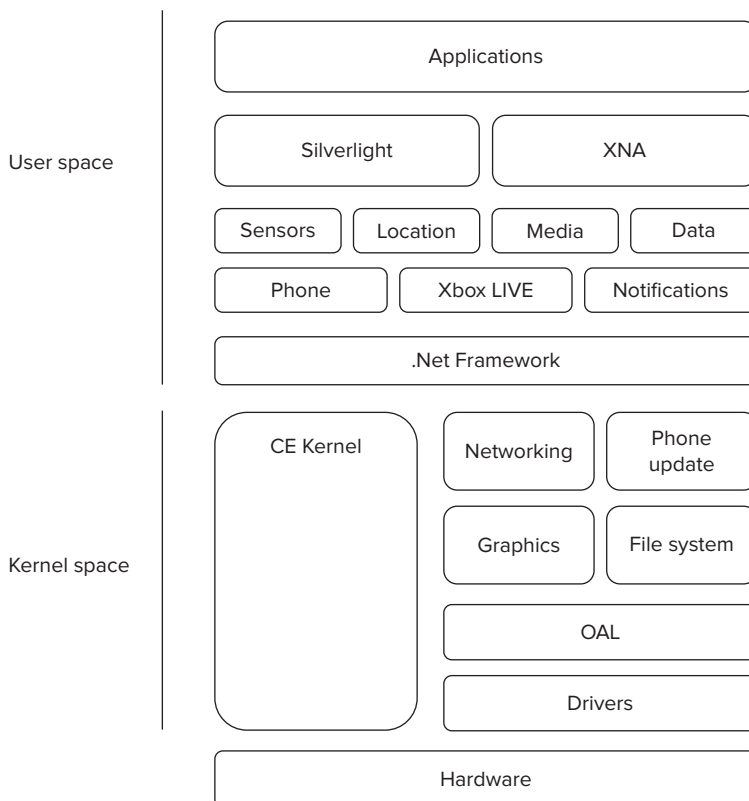 Applications
User space
Silverlight
XNA
Sensors
Location
Media
Data
Phone
Xbox LIVE
Notifications
.Net Framework
CE Kernel
Networking
Phone
update
Graphics
File system
Kernel space
OAL
Drivers
Hardware